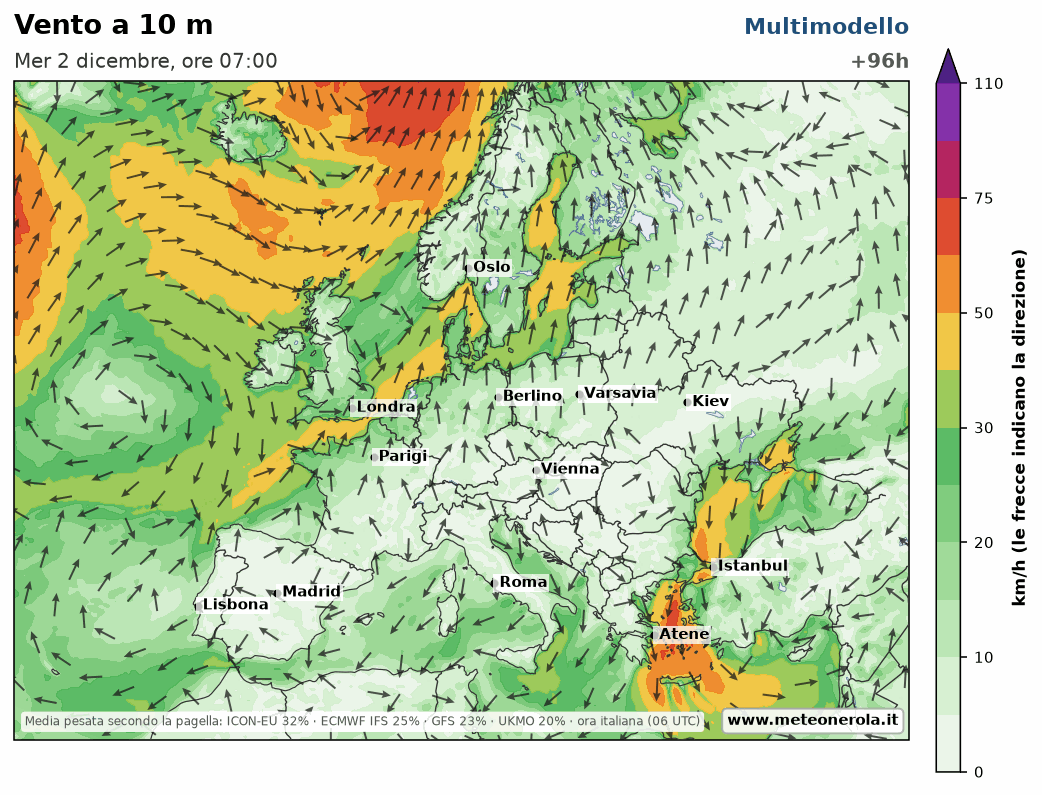 Vento a 10 m
Multimodello
Mer 2 dicembre, ore 07:00
+96h
Oslo
Londra
Berlino
Varsavia
Kiev
Parigi
Vienna
Istanbul
Roma
Madrid
Lisbona
Atene
Media pesata secondo la pagella: ICON-EU 32% · ECMWF IFS 25% · GFS 23% · UKMO 20% · ora italiana (06 UTC)
www.meteonerola.it
110
75
50
30
20
10
0
km/h (le frecce indicano la direzione)